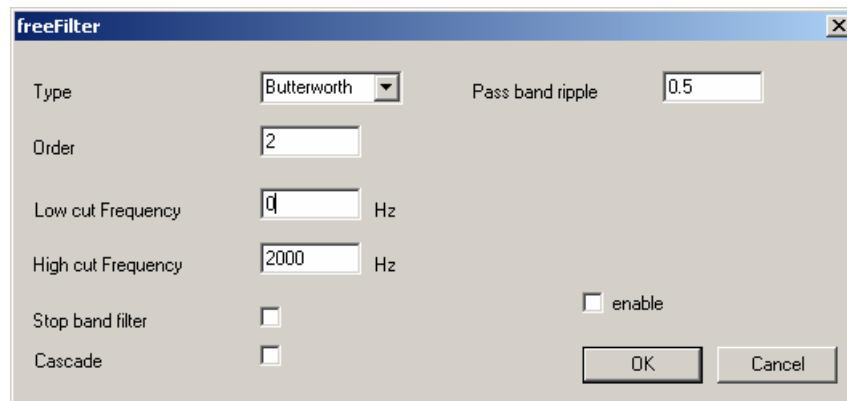 freeFilter
Type Butterworth Pass band ripple 0.5
Order 2
Low cut Frequency 0 Hz
High cut Frequency 2000 Hz
Stop band filter enable
Cascade OK Cancel